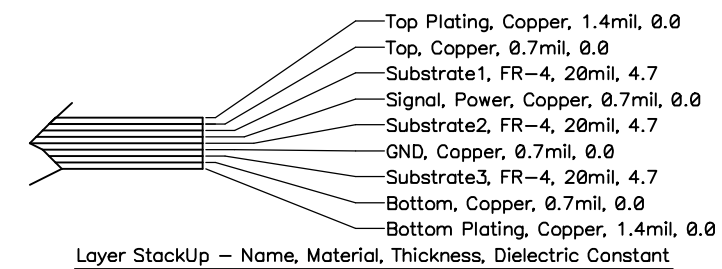 Top Plating, Copper, 1.4mil, 0.0
Top, Copper, 0.7mil, 0.0
Substrate1, FR-4, 20mil, 4.7
Signal, Power, Copper, 0.7mil, 0.0
Substrate2, FR-4, 20mil, 4.7
GND, Copper, 0.7mil, 0.0
Substrate3, FR-4, 20mil, 4.7
Bottom, Copper, 0.7mil, 0.0
Bottom Plating, Copper, 1.4mil, 0.0
Layer StackUp - Name, Material, Thickness, Dielectric Constant